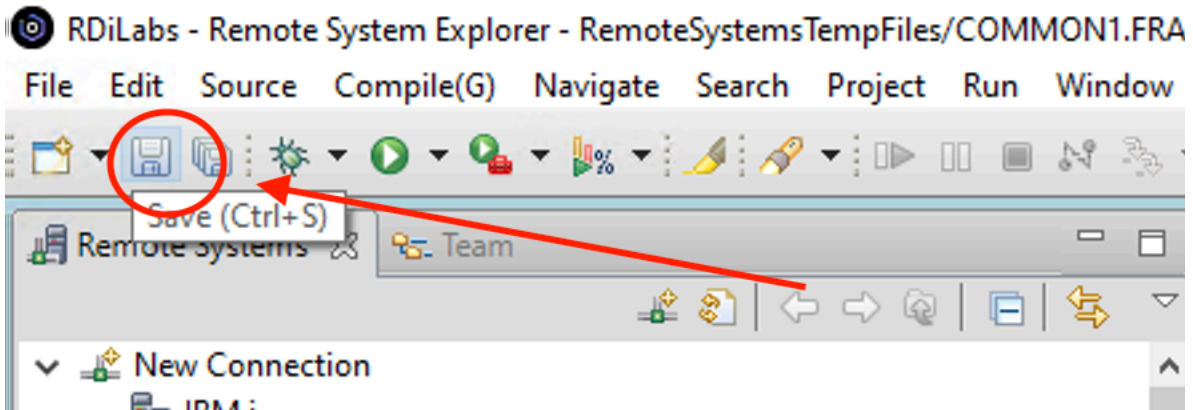 RDiLabs - Remote System Explorer - RemoteSystemsTempFiles/COMMON1.FRA
File Edit Source Compile(G) Navigate Search Project Run Window
%
Save (Ctrl+S)
Remote Systems Team
New Connection
IBM i